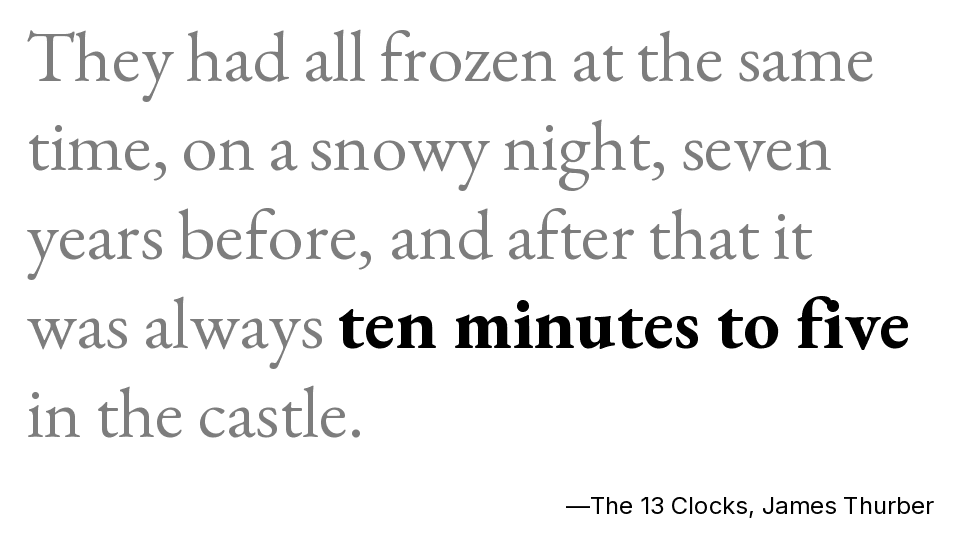 They had all frozen at the same
time, on a snowy night, seven
years before, and after that it
was always ten minutes to five
in the castle.
—The 13 Clocks, James Thurber